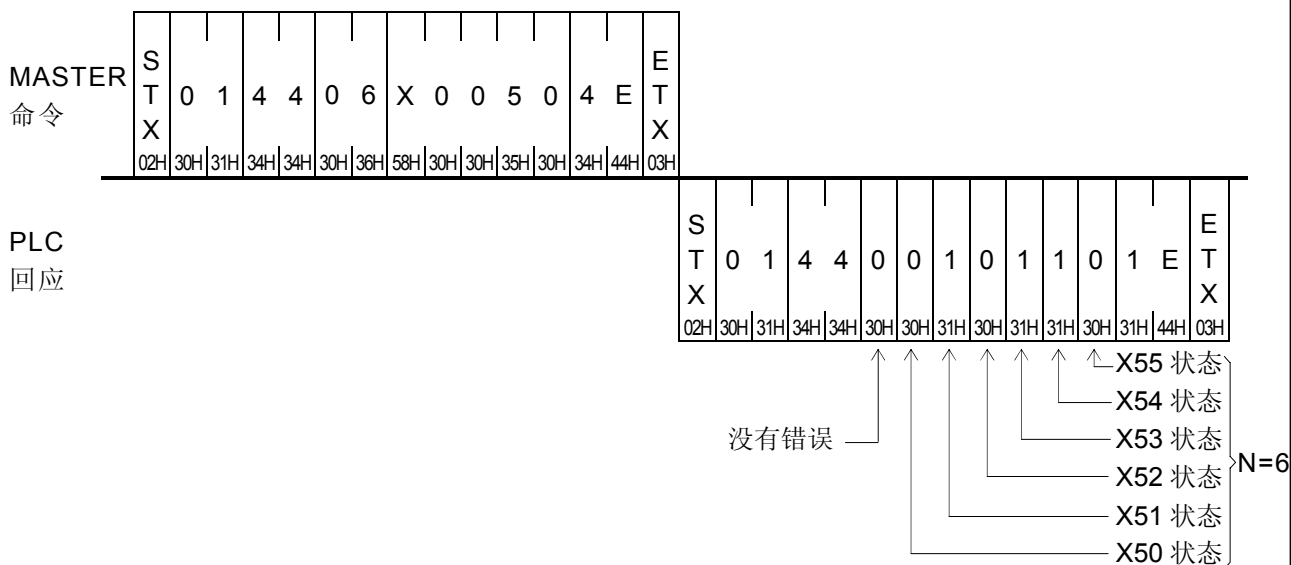 MASTER
命令
S T X 0 1 4 4 0 6 X 0 0 5 0 4 E E T X
02H 30H 31H 34H 34H 30H 36H 58H 30H 30H 35H 30H 34H 44H 03H
PLC
回应
S T X 0 1 4 4 0 0 1 0 1 1 0 1 E E T X
02H 30H 31H 34H 34H 30H 30H 31H 30H 31H 31H 30H 31H 44H 03H
X55 状态
X54 状态
没有错误
X53 状态
X52 状态
N=6
X51 状态
X50 状态